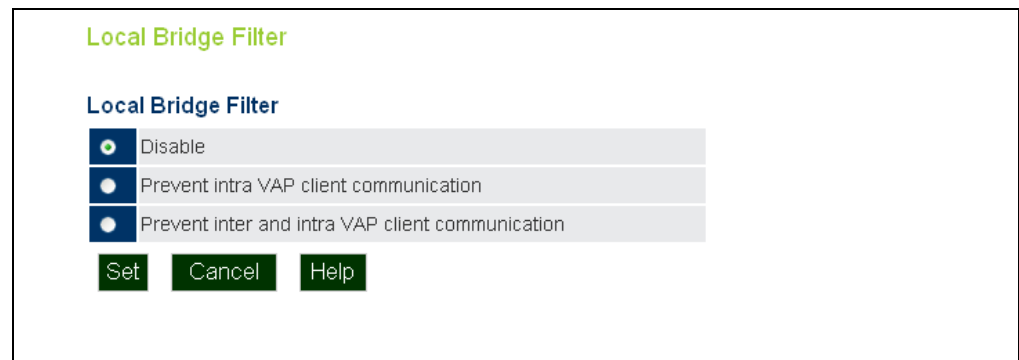 Local Bridge Filter
Local Bridge Filter
Disable
Prevent intra VAP client communication
Prevent inter and intra VAP client communication
Set Cancel Help